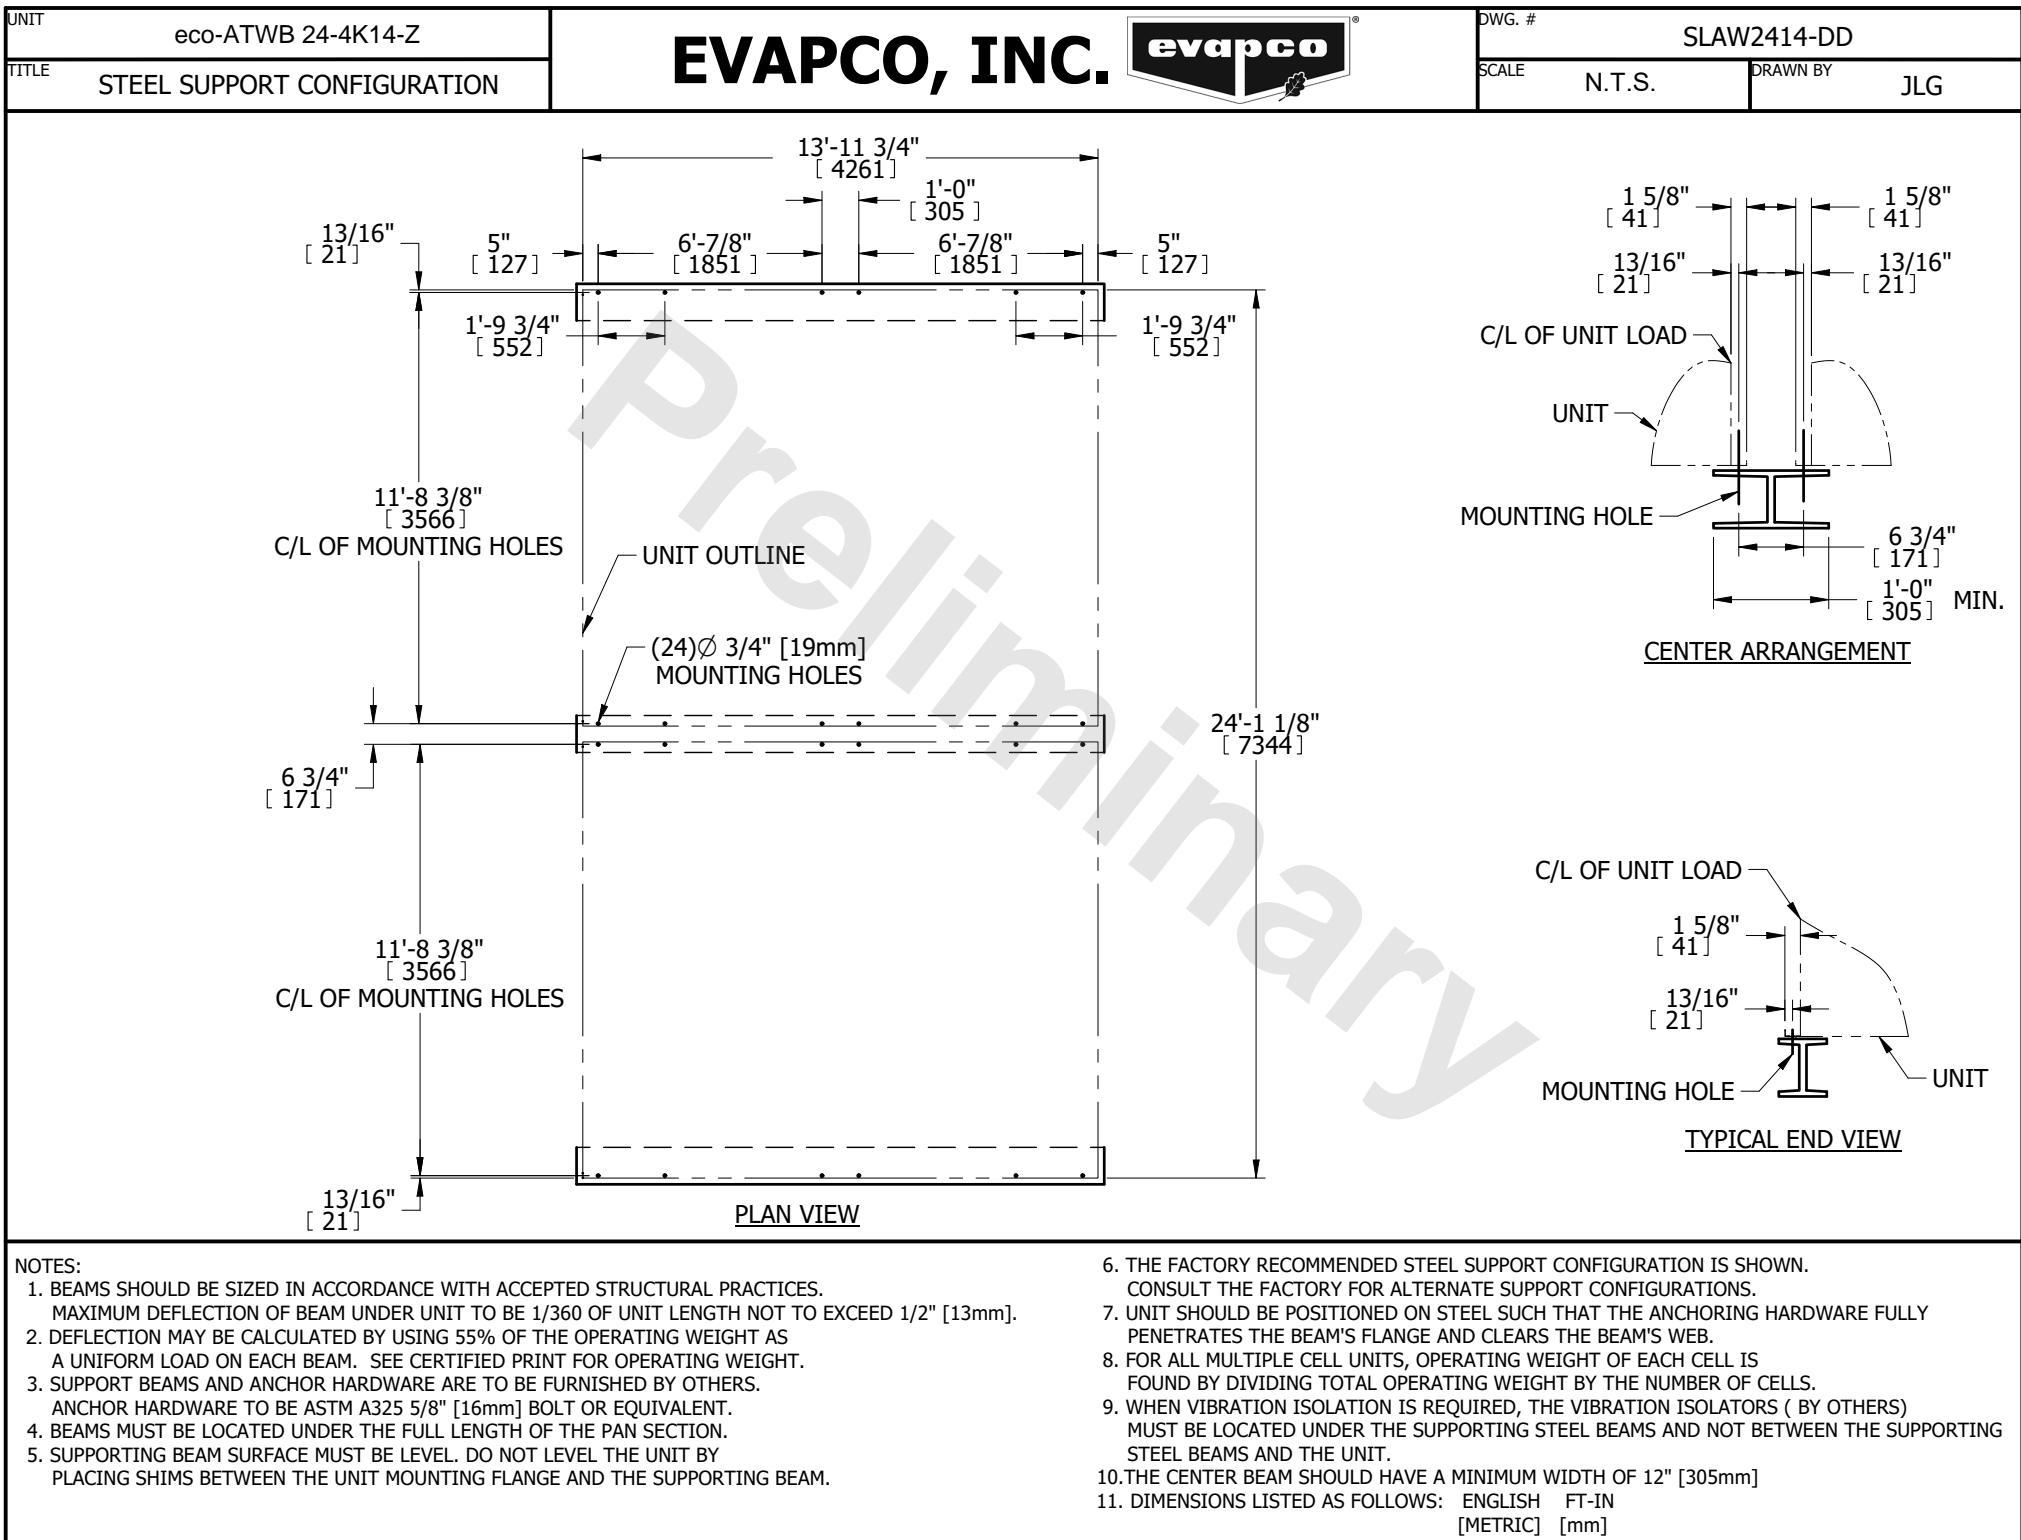 UNIT
eco-ATWB 24-4K14-Z
TITLE
STEEL SUPPORT CONFIGURATION
EVAPCO, INC.
evapco
®
DWG. #
SLAW2414-DD
SCALE
N.T.S.
DRAWN BY
JLG
13'-11 3/4"
[ 4261 ]
1'-0"
[ 305 ]
13/16"
[ 21 ]
5"
[ 127 ]
6'-7/8"
[ 1851 ]
6'-7/8"
[ 1851 ]
5"
[ 127 ]
1'-9 3/4"
[ 552 ]
1'-9 3/4"
[ 552 ]
11'-8 3/8"
[ 3566 ]
C/L OF MOUNTING HOLES
UNIT OUTLINE
(24)∅ 3/4" [19mm]
MOUNTING HOLES
6 3/4"
[ 171 ]
24'-1 1/8"
[ 7344 ]
11'-8 3/8"
[ 3566 ]
C/L OF MOUNTING HOLES
13/16"
[ 21 ]
PLAN VIEW
Preliminary
1 5/8"
[ 41 ]
1 5/8"
[ 41 ]
13/16"
[ 21 ]
13/16"
[ 21 ]
C/L OF UNIT LOAD
UNIT
MOUNTING HOLE
6 3/4"
[ 171 ]
1'-0"
[ 305 ] MIN.
CENTER ARRANGEMENT
C/L OF UNIT LOAD
1 5/8"
[ 41 ]
13/16"
[ 21 ]
MOUNTING HOLE
UNIT
TYPICAL END VIEW
NOTES:
1. BEAMS SHOULD BE SIZED IN ACCORDANCE WITH ACCEPTED STRUCTURAL PRACTICES.
MAXIMUM DEFLECTION OF BEAM UNDER UNIT TO BE 1/360 OF UNIT LENGTH NOT TO EXCEED 1/2" [13mm].
2. DEFLECTION MAY BE CALCULATED BY USING 55% OF THE OPERATING WEIGHT AS
A UNIFORM LOAD ON EACH BEAM. SEE CERTIFIED PRINT FOR OPERATING WEIGHT.
3. SUPPORT BEAMS AND ANCHOR HARDWARE ARE TO BE FURNISHED BY OTHERS.
ANCHOR HARDWARE TO BE ASTM A325 5/8" [16mm] BOLT OR EQUIVALENT.
4. BEAMS MUST BE LOCATED UNDER THE FULL LENGTH OF THE PAN SECTION.
5. SUPPORTING BEAM SURFACE MUST BE LEVEL. DO NOT LEVEL THE UNIT BY
PLACING SHIMS BETWEEN THE UNIT MOUNTING FLANGE AND THE SUPPORTING BEAM.
6. THE FACTORY RECOMMENDED STEEL SUPPORT CONFIGURATION IS SHOWN.
CONSULT THE FACTORY FOR ALTERNATE SUPPORT CONFIGURATIONS.
7. UNIT SHOULD BE POSITIONED ON STEEL SUCH THAT THE ANCHORING HARDWARE FULLY
PENETRATES THE BEAM'S FLANGE AND CLEARS THE BEAM'S WEB.
8. FOR ALL MULTIPLE CELL UNITS, OPERATING WEIGHT OF EACH CELL IS
FOUND BY DIVIDING TOTAL OPERATING WEIGHT BY THE NUMBER OF CELLS.
9. WHEN VIBRATION ISOLATION IS REQUIRED, THE VIBRATION ISOLATORS ( BY OTHERS)
MUST BE LOCATED UNDER THE SUPPORTING STEEL BEAMS AND NOT BETWEEN THE SUPPORTING
STEEL BEAMS AND THE UNIT.
10.THE CENTER BEAM SHOULD HAVE A MINIMUM WIDTH OF 12" [305mm]
11. DIMENSIONS LISTED AS FOLLOWS: ENGLISH FT-IN
[METRIC] [mm]